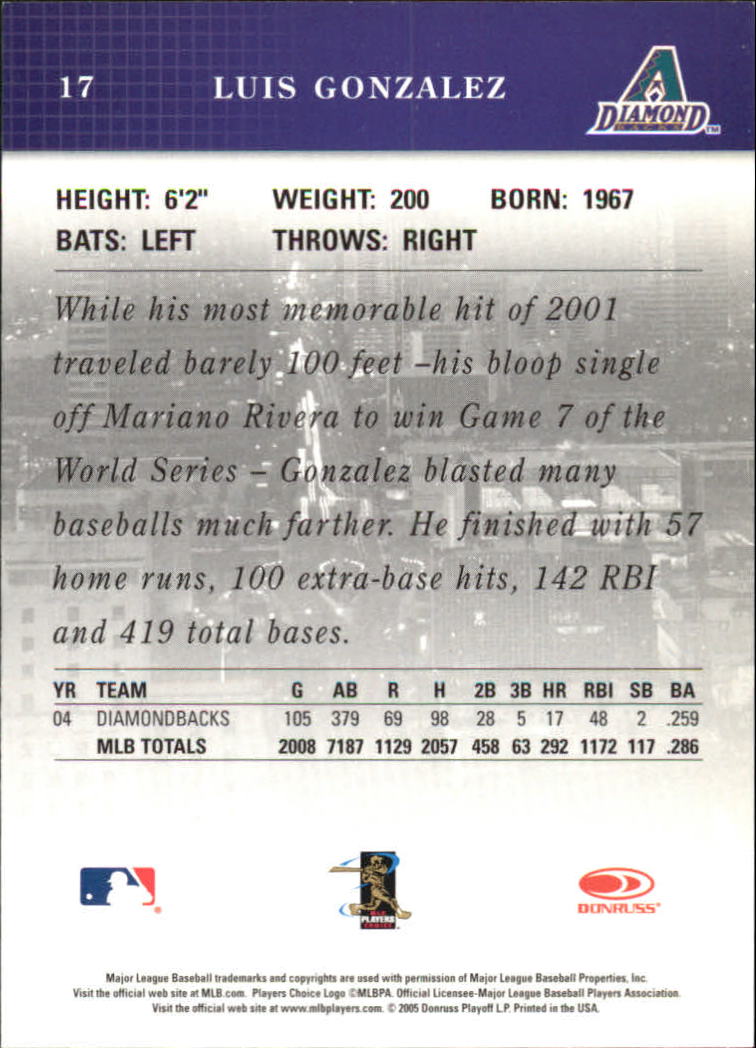 17 LUIS GONZALEZ
DIAMOND
BACKS TM
HEIGHT: 6'2" WEIGHT: 200 BORN: 1967
BATS: LEFT THROWS: RIGHT
While his most memorable hit of 2001
traveled barely 100 feet –his bloop single
off Mariano Rivera to win Game 7 of the
World Series – Gonzalez blasted many
baseballs much farther. He finished with 57
home runs, 100 extra-base hits, 142 RBI
and 419 total bases.
YR TEAM G AB R H 2B 3B HR RBI SB BA
04 DIAMONDBACKS 105 379 69 98 28 5 17 48 2 .259
MLB TOTALS 2008 7187 1129 2057 458 63 292 1172 117 .286
MLB
PLAYERS
CHOICE
DONRUSS®
Major League Baseball trademarks and copyrights are used with permission of Major League Baseball Properties, Inc.
Visit the official web site at MLB.com. Players Choice Logo ©MLBPA. Official Licensee-Major League Baseball Players Association.
Visit the official web site at www.mlbplayers.com. © 2005 Donruss Playoff L.P. Printed in the USA.